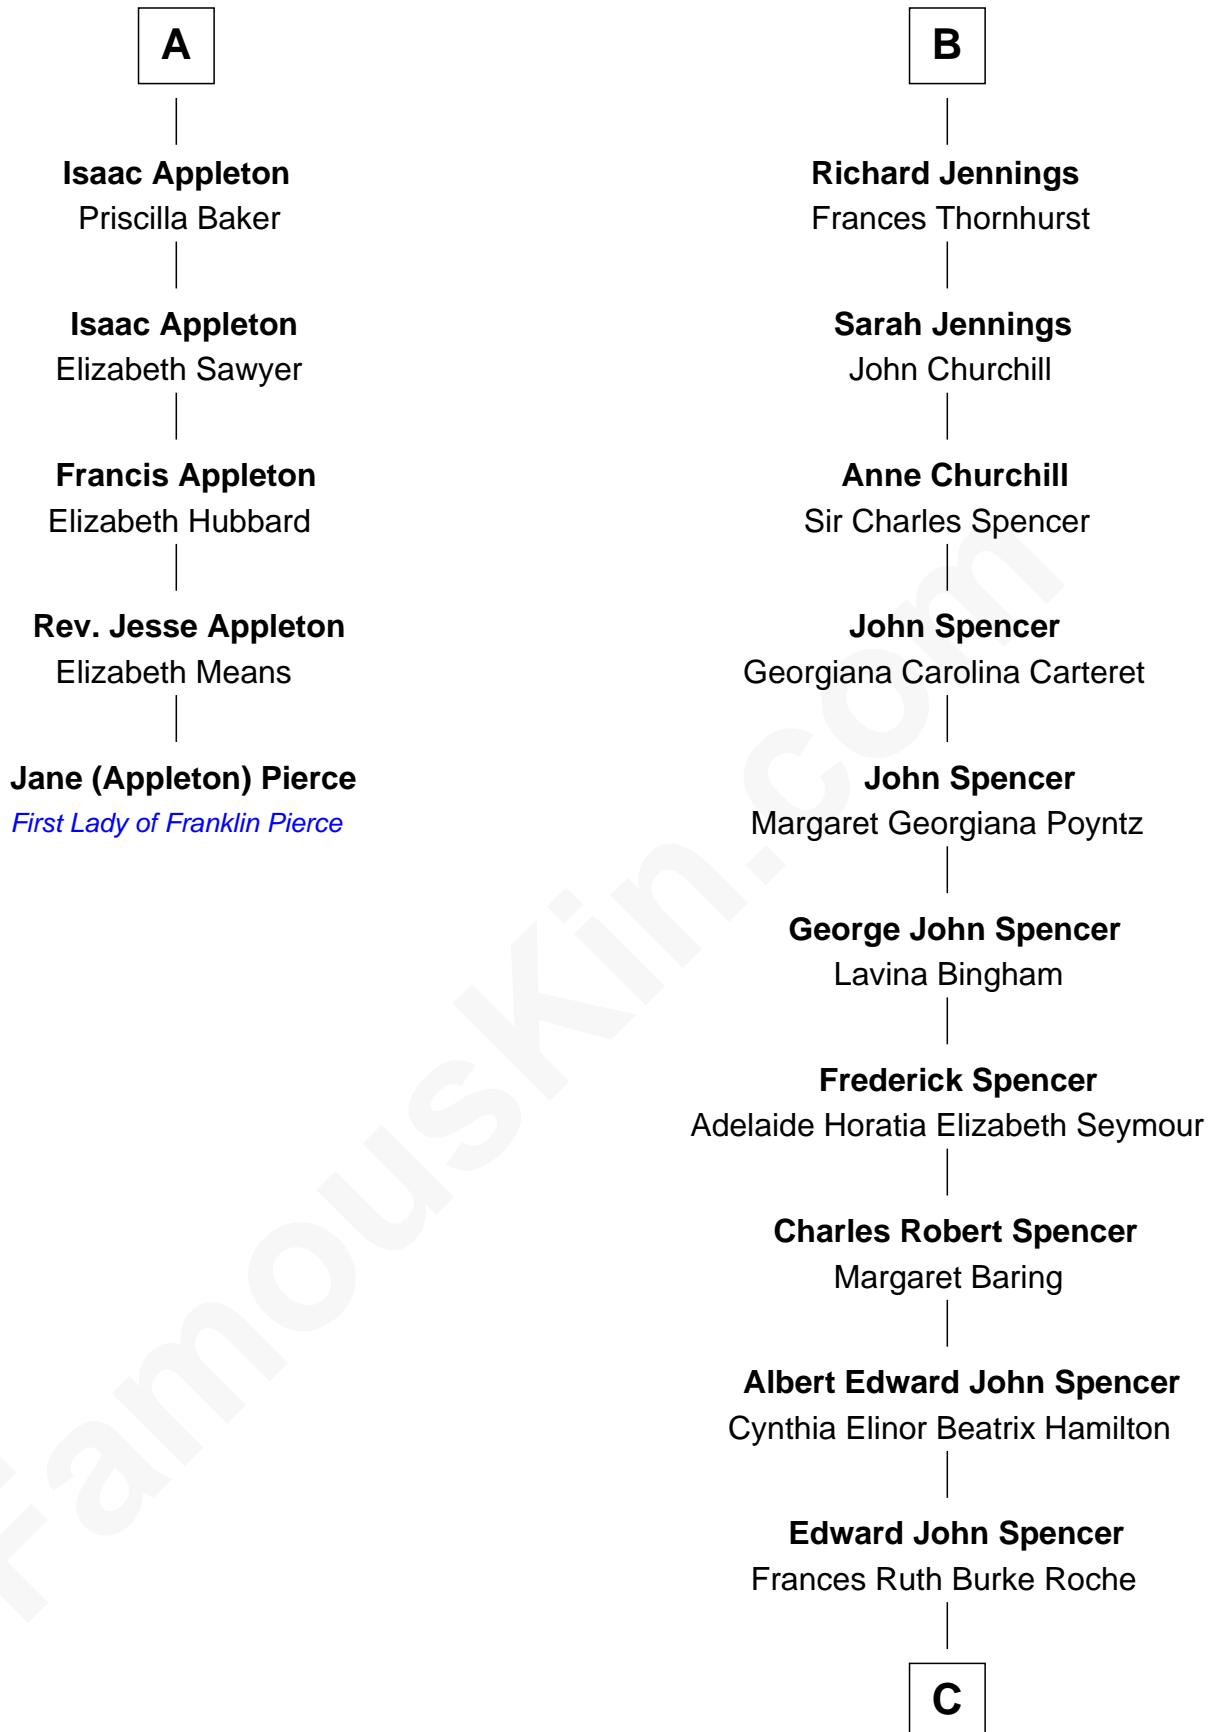 A
Isaac Appleton
Priscilla Baker
Isaac Appleton
Elizabeth Sawyer
Francis Appleton
Elizabeth Hubbard
Rev. Jesse Appleton
Elizabeth Means
Jane (Appleton) Pierce
First Lady of Franklin Pierce
B
Richard Jennings
Frances Thornhurst
Sarah Jennings
John Churchill
Anne Churchill
Sir Charles Spencer
John Spencer
Georgiana Carolina Carteret
John Spencer
Margaret Georgiana Poyntz
George John Spencer
Lavina Bingham
Frederick Spencer
Adelaide Horatia Elizabeth Seymour
Charles Robert Spencer
Margaret Baring
Albert Edward John Spencer
Cynthia Elinor Beatrix Hamilton
Edward John Spencer
Frances Ruth Burke Roche
C
FamousKin.com